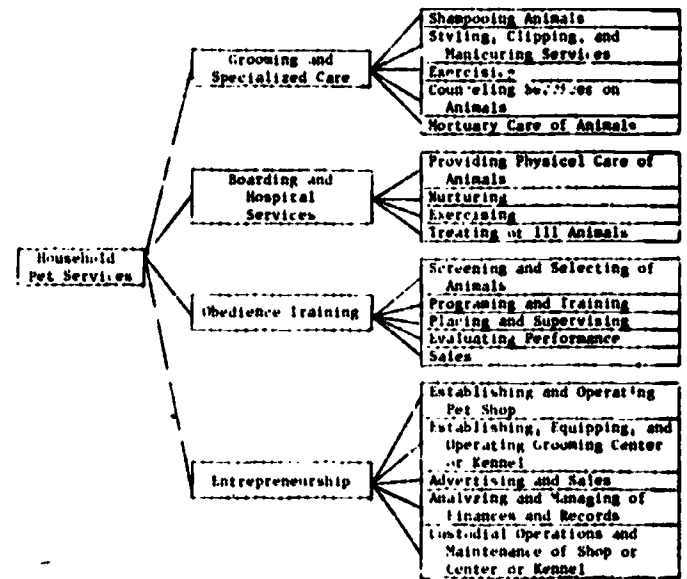 Household
Pet Services
Grooming and
Specialized Care
Shampooing Animals
Styling, Clipping, and
Manicuring Services
Exercising
Counseling Services on
Animals
Mortuary Care of Animals
Boarding and
Hospital
Services
Providing Physical Care of
Animals
Nurturing
Exercising
Treating of Ill Animals
Obedience Training
Screening and Selecting of
Animals
Programing and Training
Placing and Supervising
Evaluating Performance
Sales
Entrepreneurship
Establishing and Operating
Pet Shop
Establishing, Equipping, and
Operating Grooming Center
or Kennel
Advertising and Sales
Analyzing and Managing of
Finances and Records
Custodial Operations and
Maintenance of Shop or
Center or Kennel